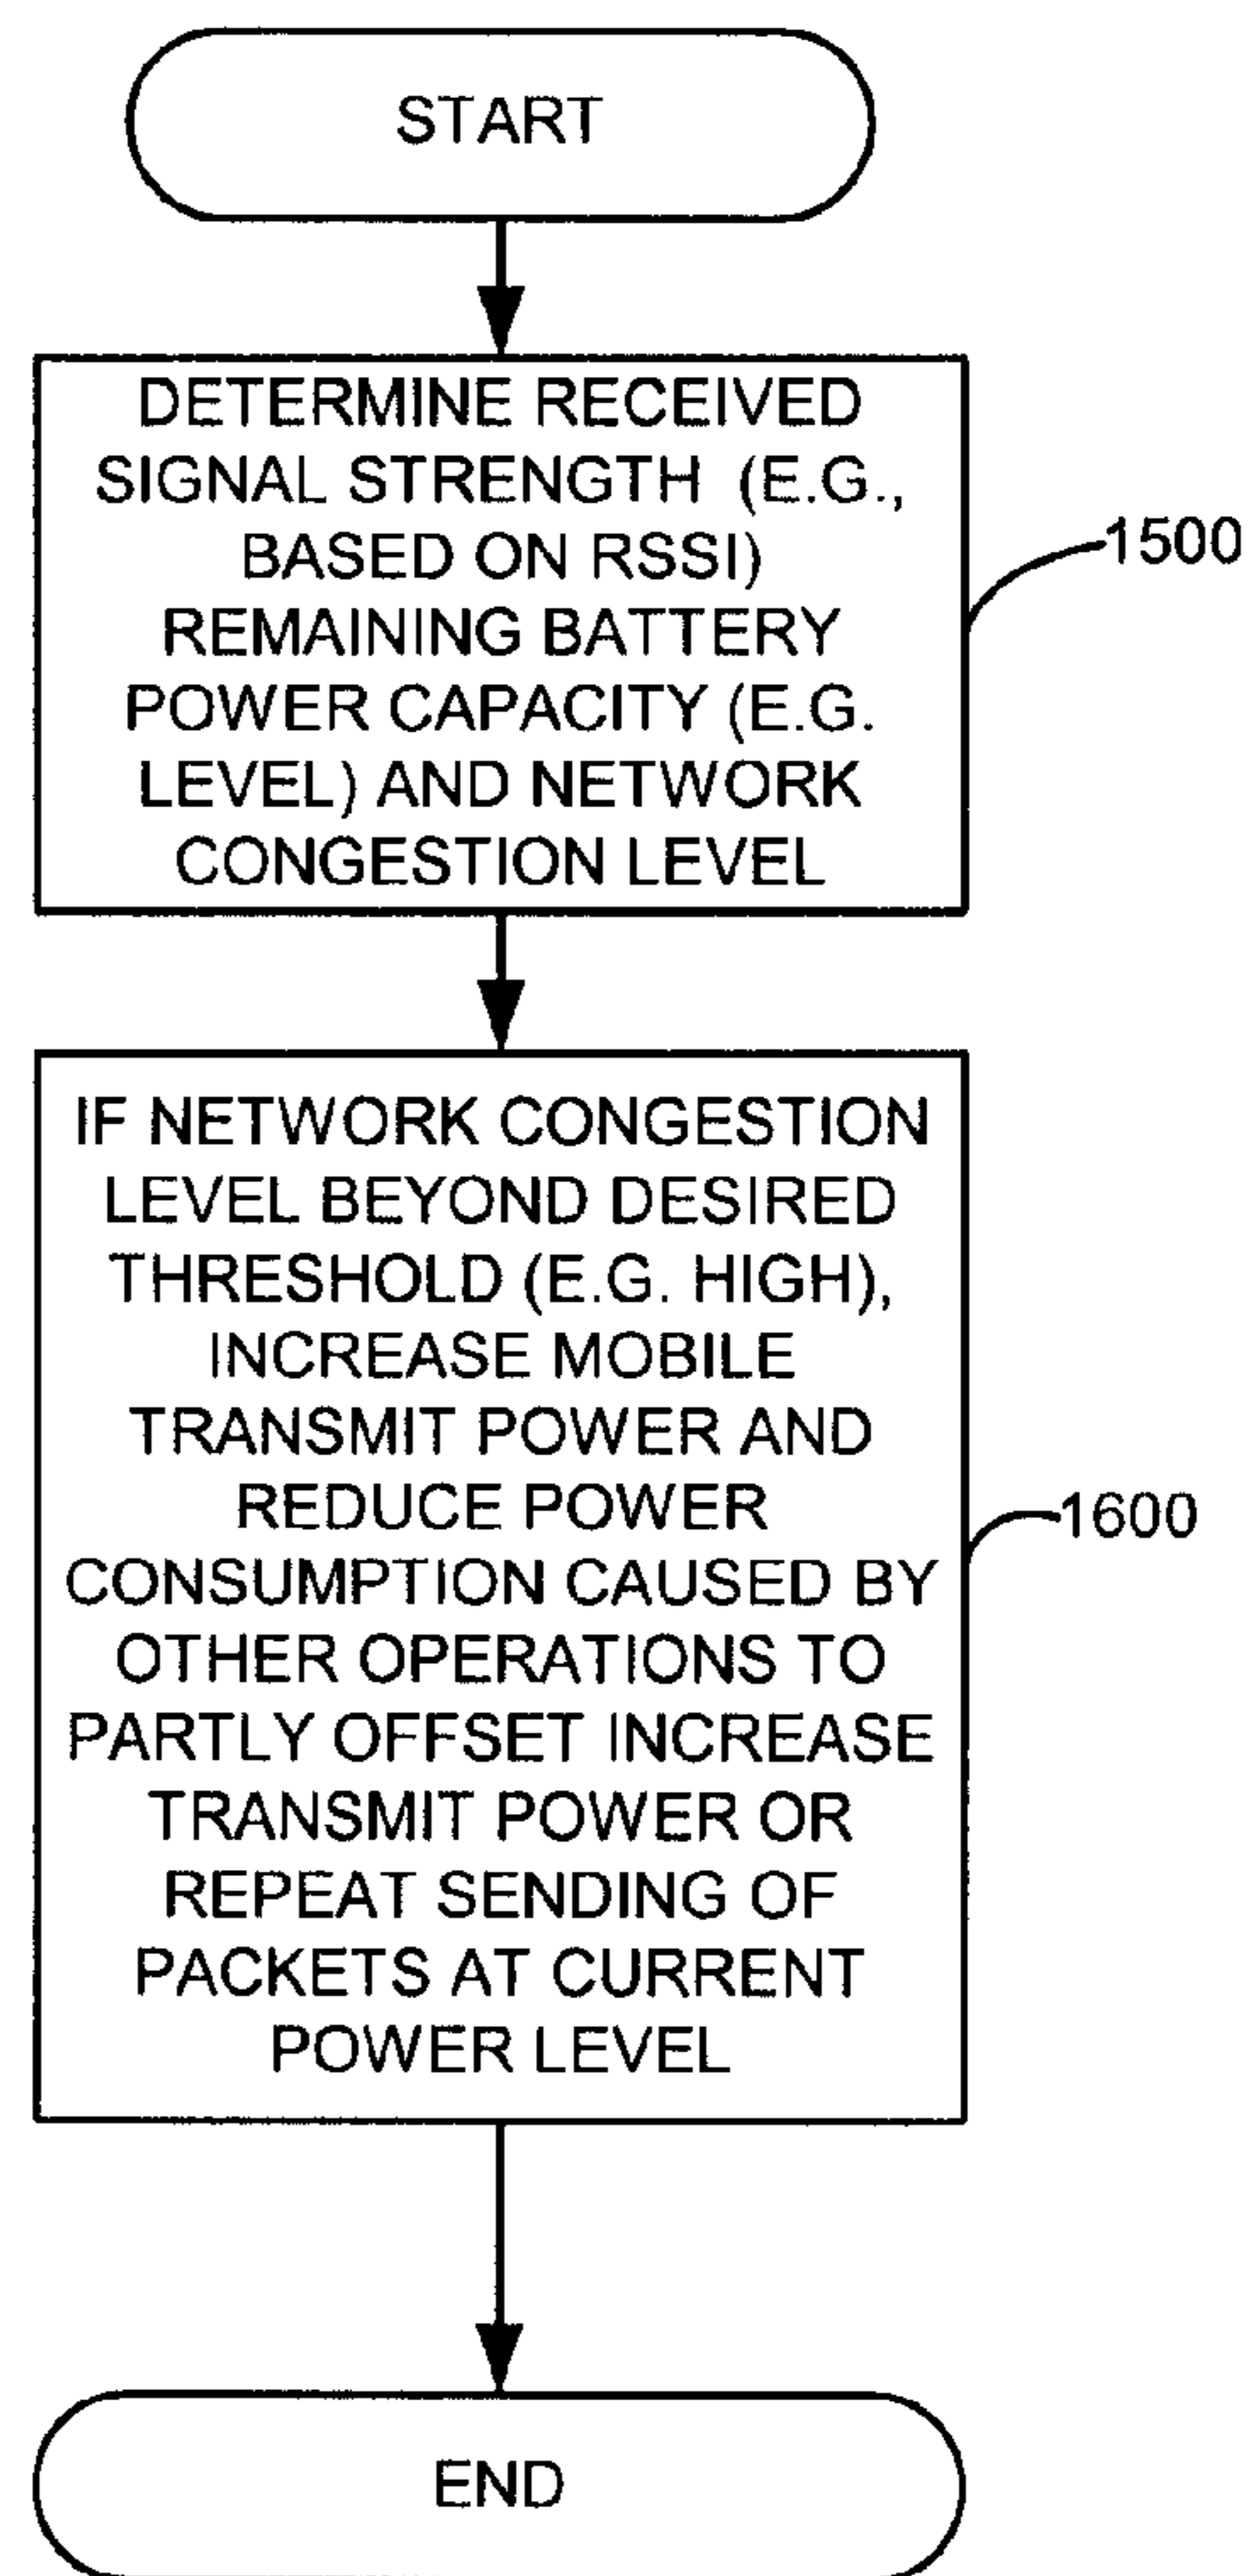 START
DETERMINE RECEIVED
SIGNAL STRENGTH (E.G.,
BASED ON RSSI)
REMAINING BATTERY
POWER CAPACITY (E.G.
LEVEL) AND NETWORK
CONGESTION LEVEL
1500
IF NETWORK CONGESTION
LEVEL BEYOND DESIRED
THRESHOLD (E.G. HIGH),
INCREASE MOBILE
TRANSMIT POWER AND
REDUCE POWER
CONSUMPTION CAUSED BY
OTHER OPERATIONS TO
PARTLY OFFSET INCREASE
TRANSMIT POWER OR
REPEAT SENDING OF
PACKETS AT CURRENT
POWER LEVEL
1600
END